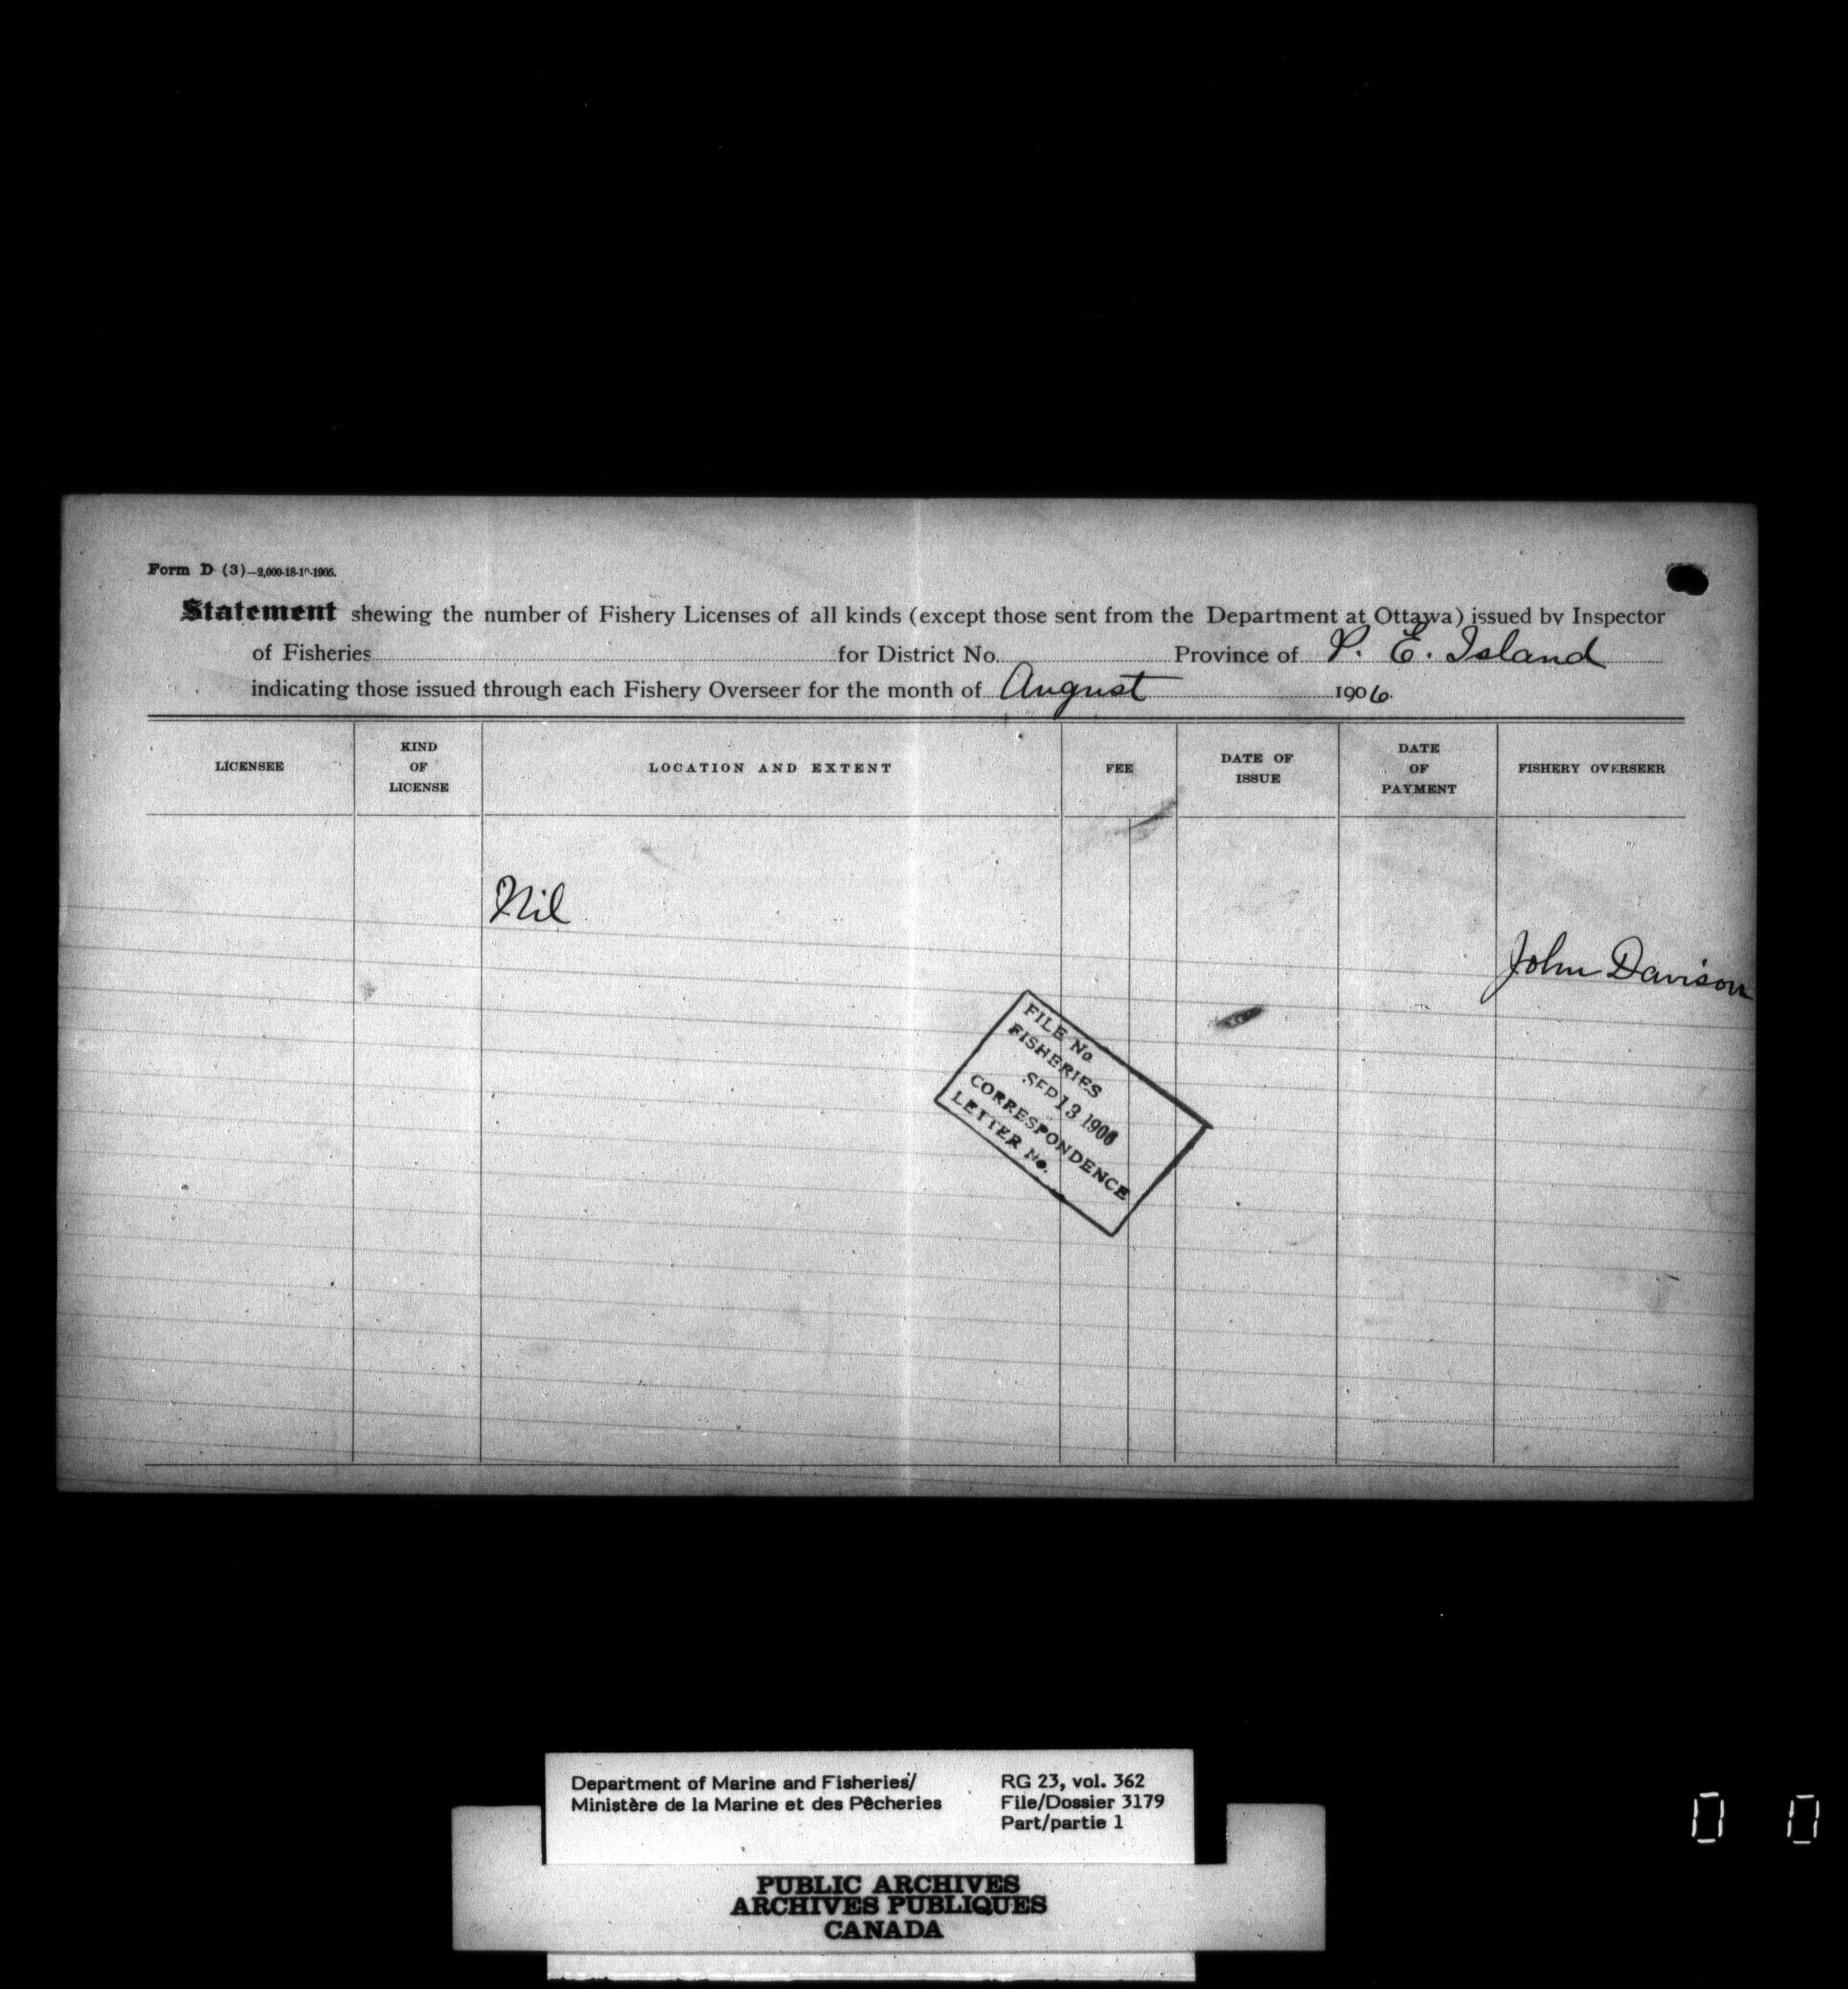 Form D (3)—2,000-18-10-1905.
Statement shewing the number of Fishery Licenses of all kinds (except those sent from the Department at Ottawa) issued by Inspector
of Fisheries for District No. Province of P. E. Island
indicating those issued through each Fishery Overseer for the month of August 1906.
LICENSEE
KIND
OF
LICENSE
LOCATION AND EXTENT
FEE
DATE OF
ISSUE
DATE
OF
PAYMENT
FISHERY OVERSEER
Nil
John Davison
FILE No.
FISHERIES
SEP 13 1906
CORRESPONDENCE
LETTER No.
Department of Marine and Fisheries/
Ministère de la Marine et des Pêcheries
RG 23, vol. 362
File/Dossier 3179
Part/partie 1
PUBLIC ARCHIVES
ARCHIVES PUBLIQUES
CANADA
0 0